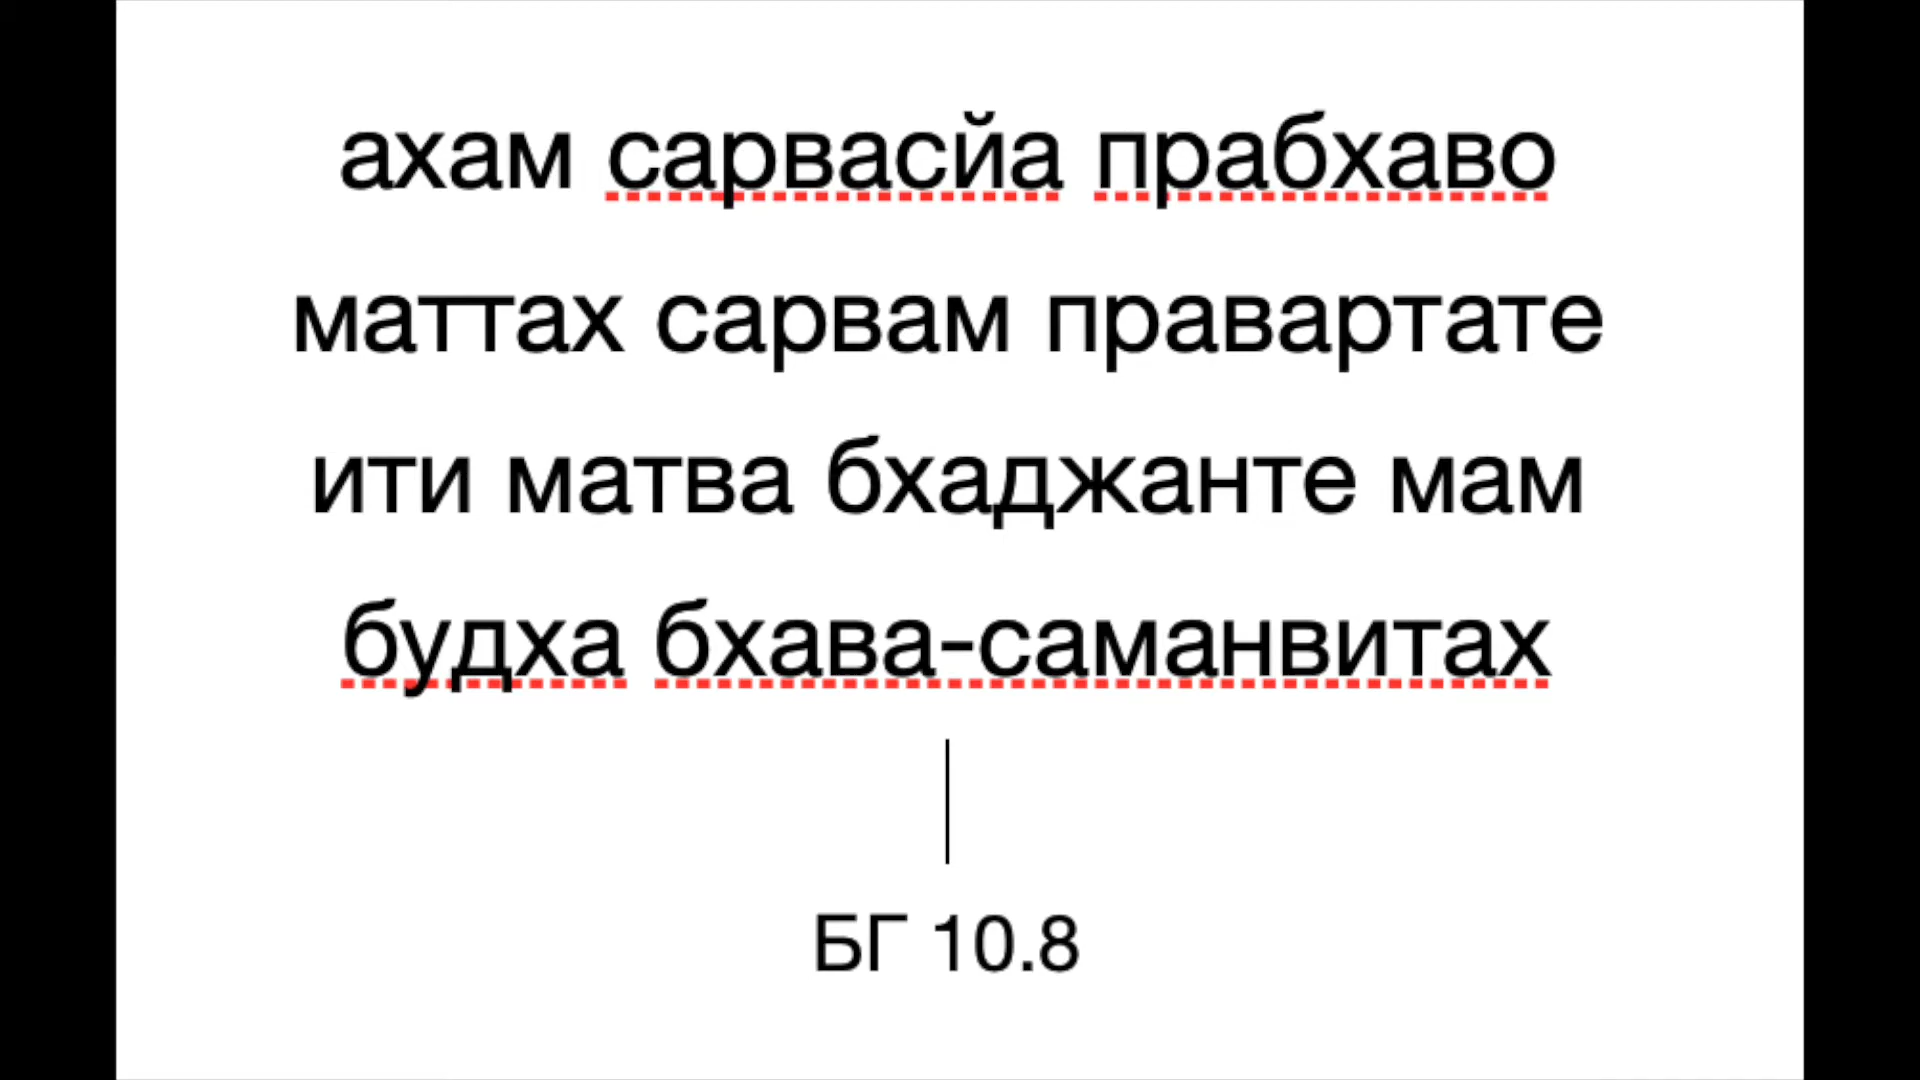 ахам сарвасйа прабхаво
маттах сарвам правартате
ити матва бхаджанте мам
будха бхава-саманвитах
БГ 10.8